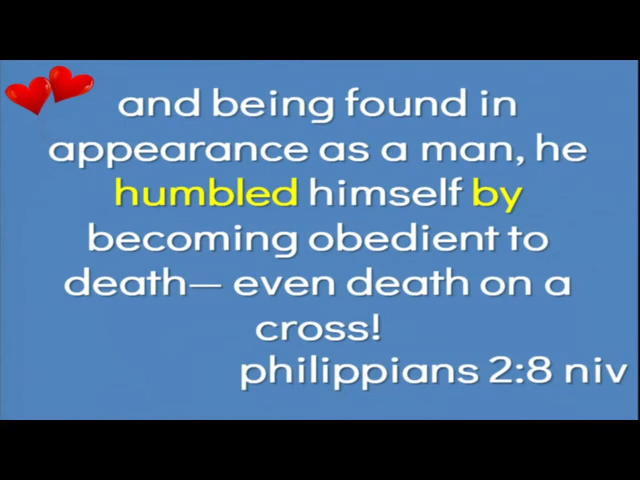 and being found in
appearance as a man, he
humbled himself by
becoming obedient to
death— even death on a
cross!
philippians 2:8 niv